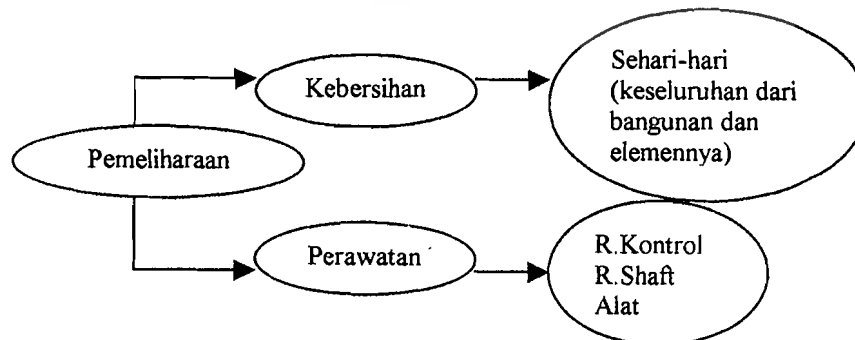 Pemeliharaan
Kebersihan
Sehari-hari
(keseluruhan dari
bangunan dan
elemennya)
Perawatan
R.Kontrol
R.Shaft
Alat